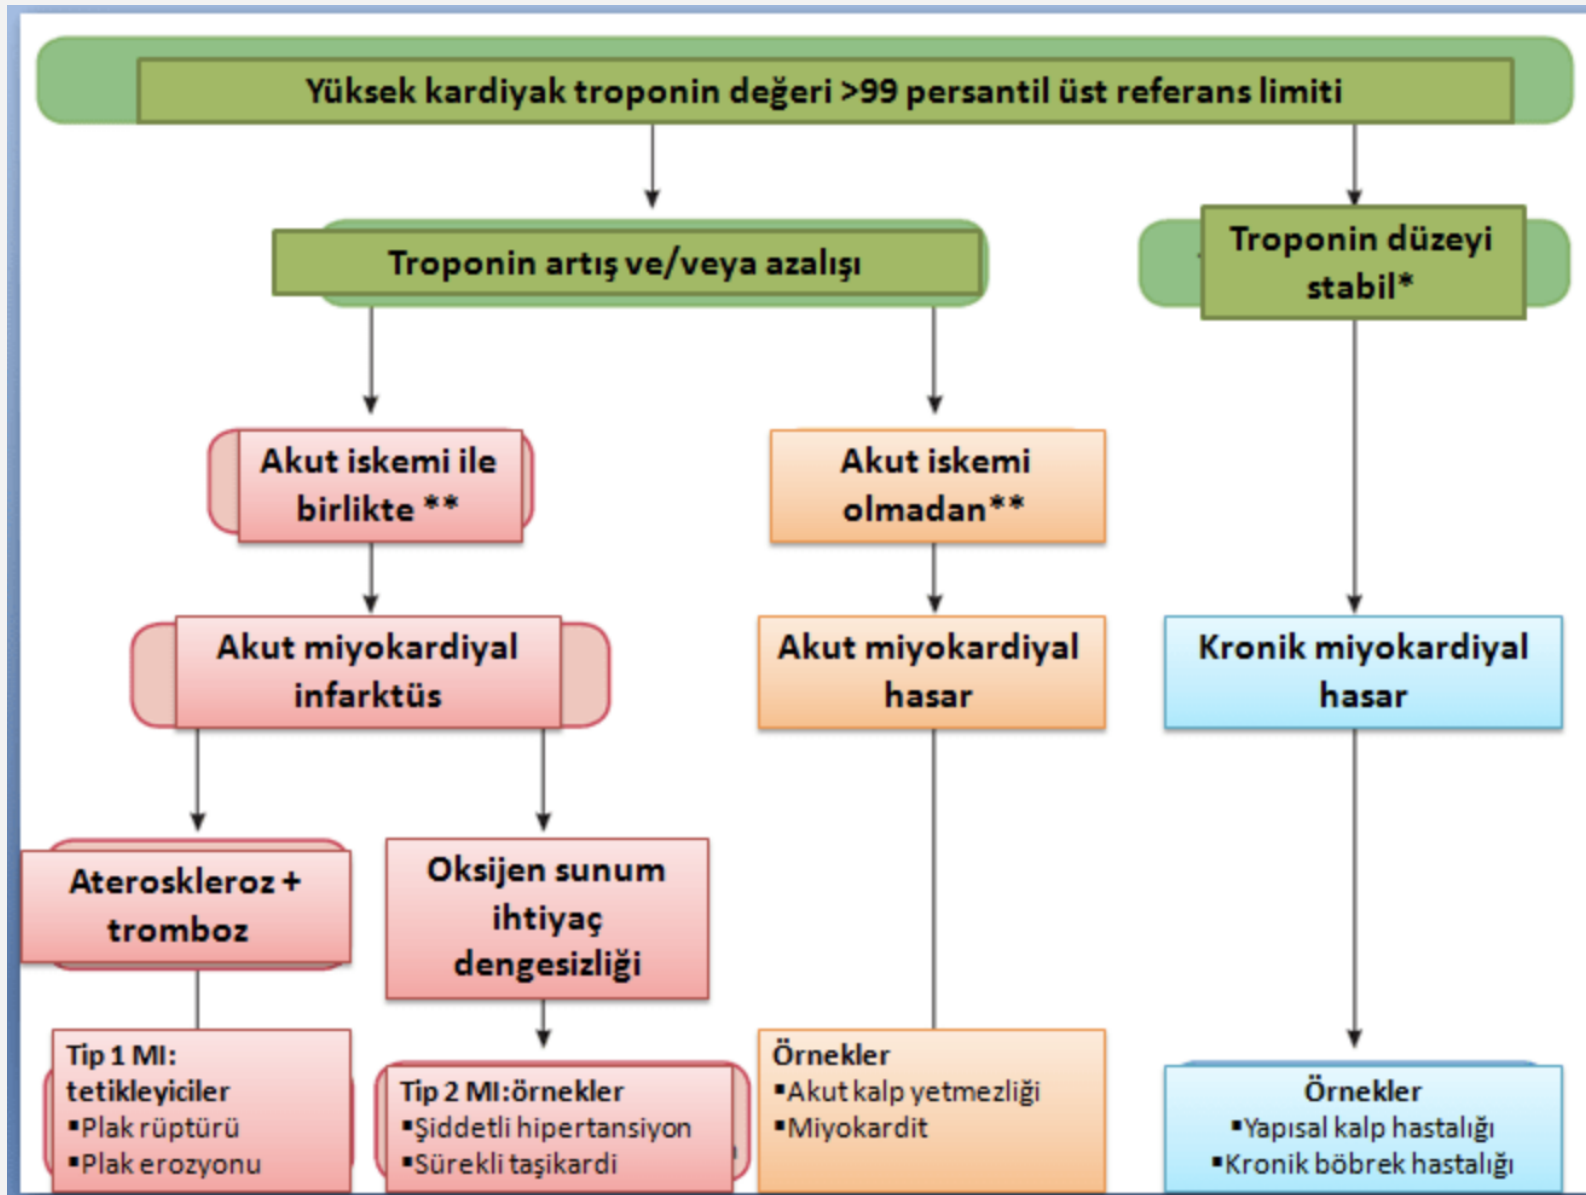 Yüksek kardiyak troponin değeri >99 persantil üst referans limiti
Troponin artış ve/veya azalışı
Troponin düzeyi
stabil*
Akut iskemi ile
birlikte **
Akut iskemi
olmadan**
Akut miyokardiyal
infarktüs
Akut miyokardiyal
hasar
Kronik miyokardiyal
hasar
Ateroskleroz +
tromboz
Oksijen sunum
ihtiyaç
dengesizliği
Tip 1 MI:
tetikleyiciler
▪Plak rüptürü
▪Plak erozyonu
Tip 2 MI:örnekler
▪Şiddetli hipertansiyon
▪Sürekli taşikardi
Örnekler
▪Akut kalp yetmezliği
▪Miyokardit
Örnekler
▪Yapısal kalp hastalığı
▪Kronik böbrek hastalığı